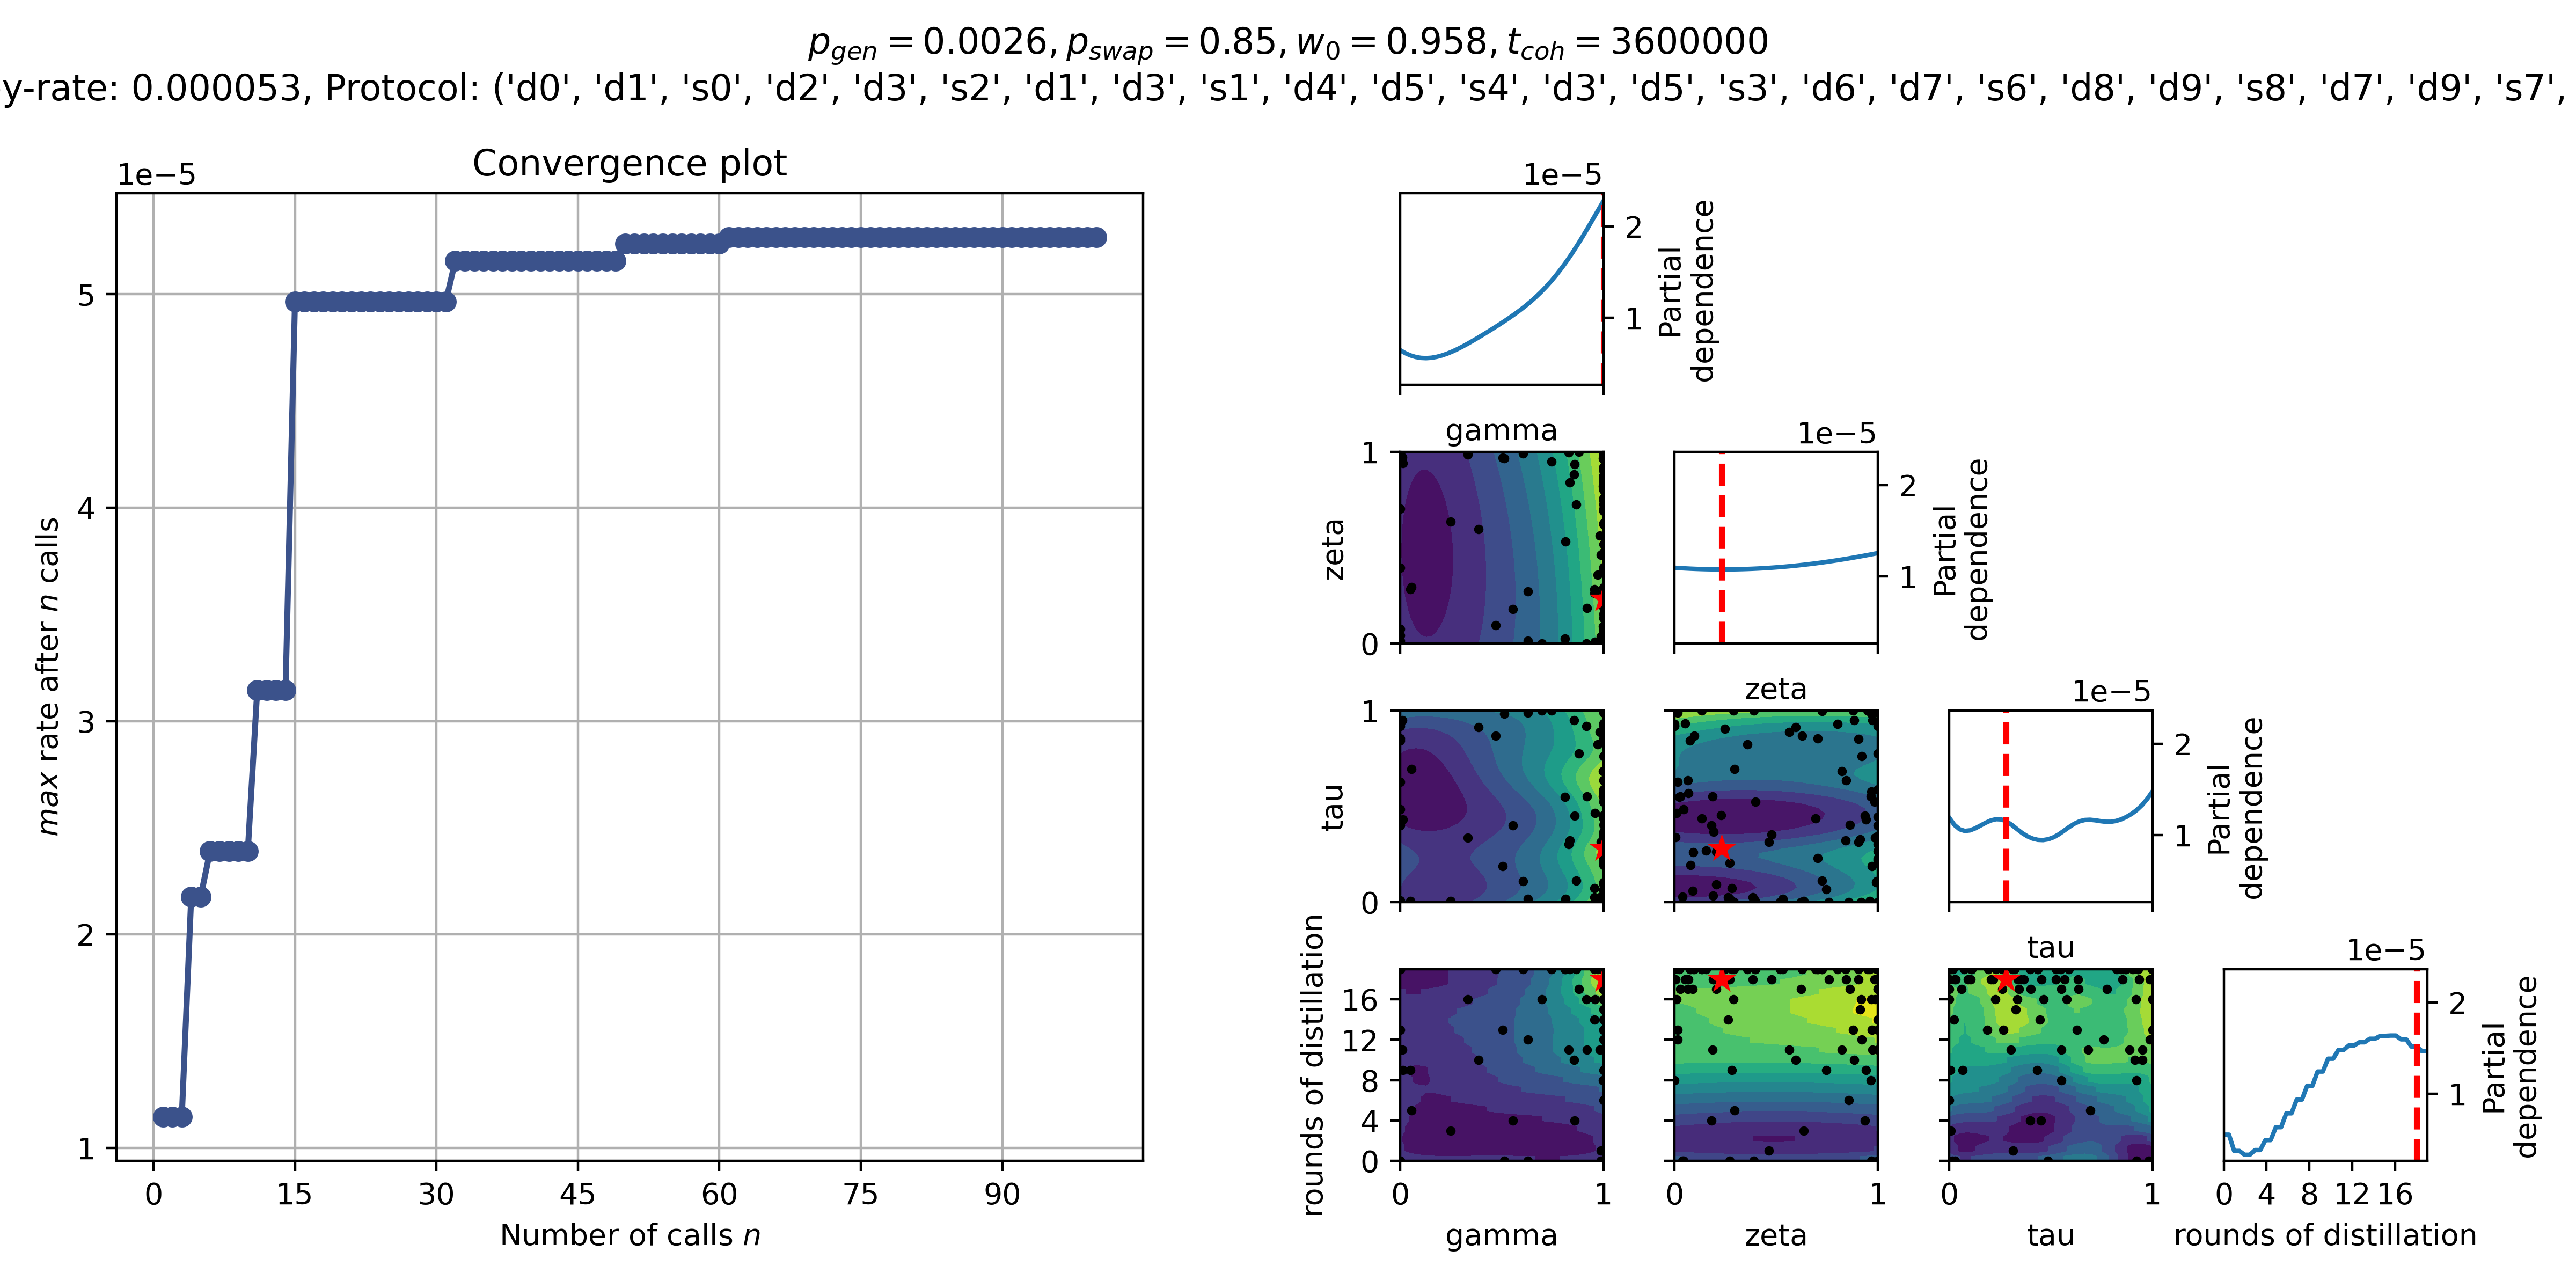 p_gen = 0.0026, p_swap = 0.85, w_0 = 0.958, t_coh = 3600000
y-rate: 0.000053, Protocol: ('d0', 'd1', 's0', 'd2', 'd3', 's2', 'd1', 'd3', 's1', 'd4', 'd5', 's4', 'd3', 'd5', 's3', 'd6', 'd7', 's6', 'd8', 'd9', 's8', 'd7', 'd9', 's7',
Convergence plot
1e−5
5
4
3
2
1
max rate after n calls
0 15 30 45 60 75 90
Number of calls n
1e−5
2
1
Partial
dependence
gamma
1
0
zeta
1e−5
2
1
Partial
dependence
zeta
1
0
tau
1e−5
2
1
Partial
dependence
tau
16
12
8
4
0
rounds of distillation
1e−5
2
1
Partial
dependence
0 1
gamma
0 1
zeta
0 1
tau
0 4 8 12 16
rounds of distillation